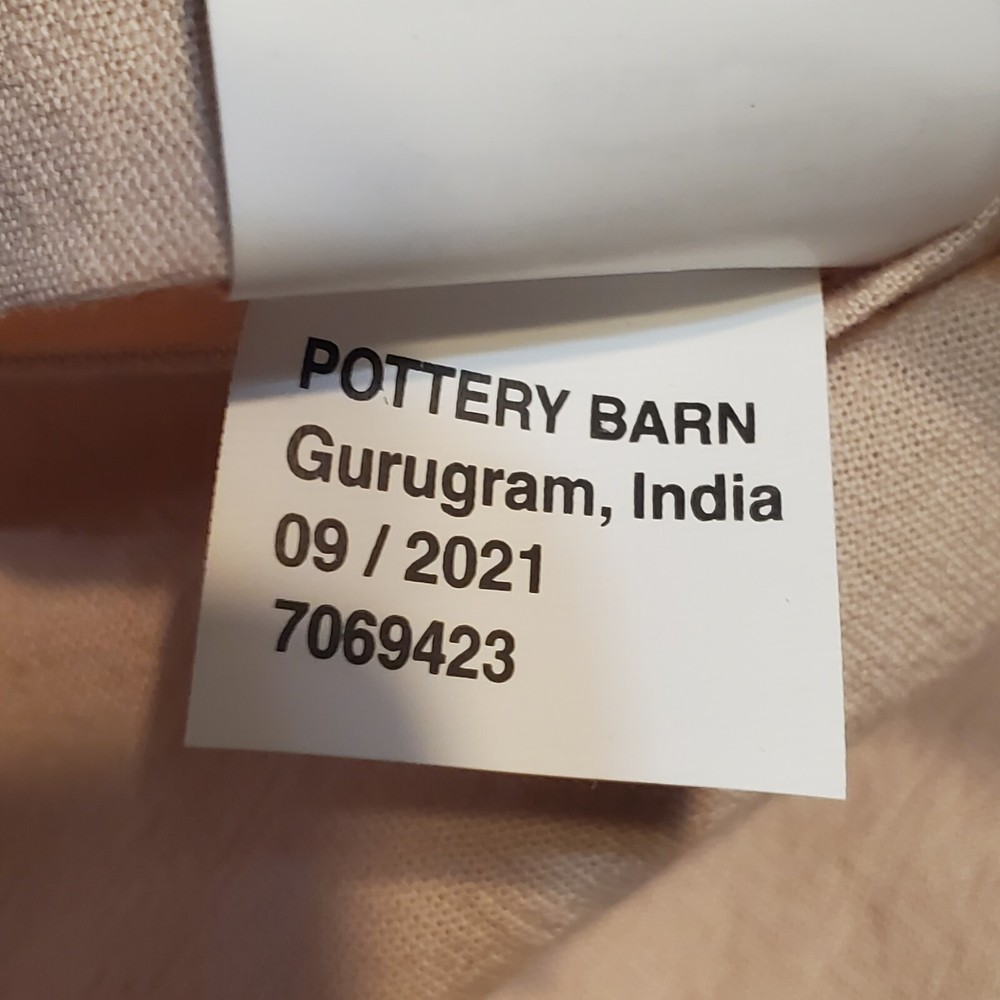 POTTERY BARN
Gurugram, India
09 / 2021
7069423